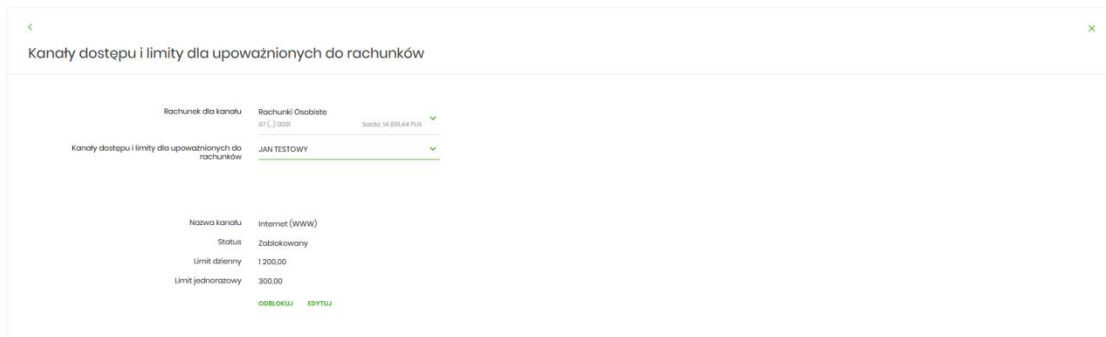 Kanały dostępu i limity dla upoważnionych do rachunków
Rachunek dla kanału
Rachunki Osobiste
97 (...) 0001 Saldo: 14 881,44 PLN
Kanały dostępu i limity dla upoważnionych do rachunków
JAN TESTOWY
Nazwa kanału Internet (WWW)
Status Zablokowany
Limit dzienny 1 200,00
Limit jednorazowy 300,00
ODBLOKUJ EDYTUJ